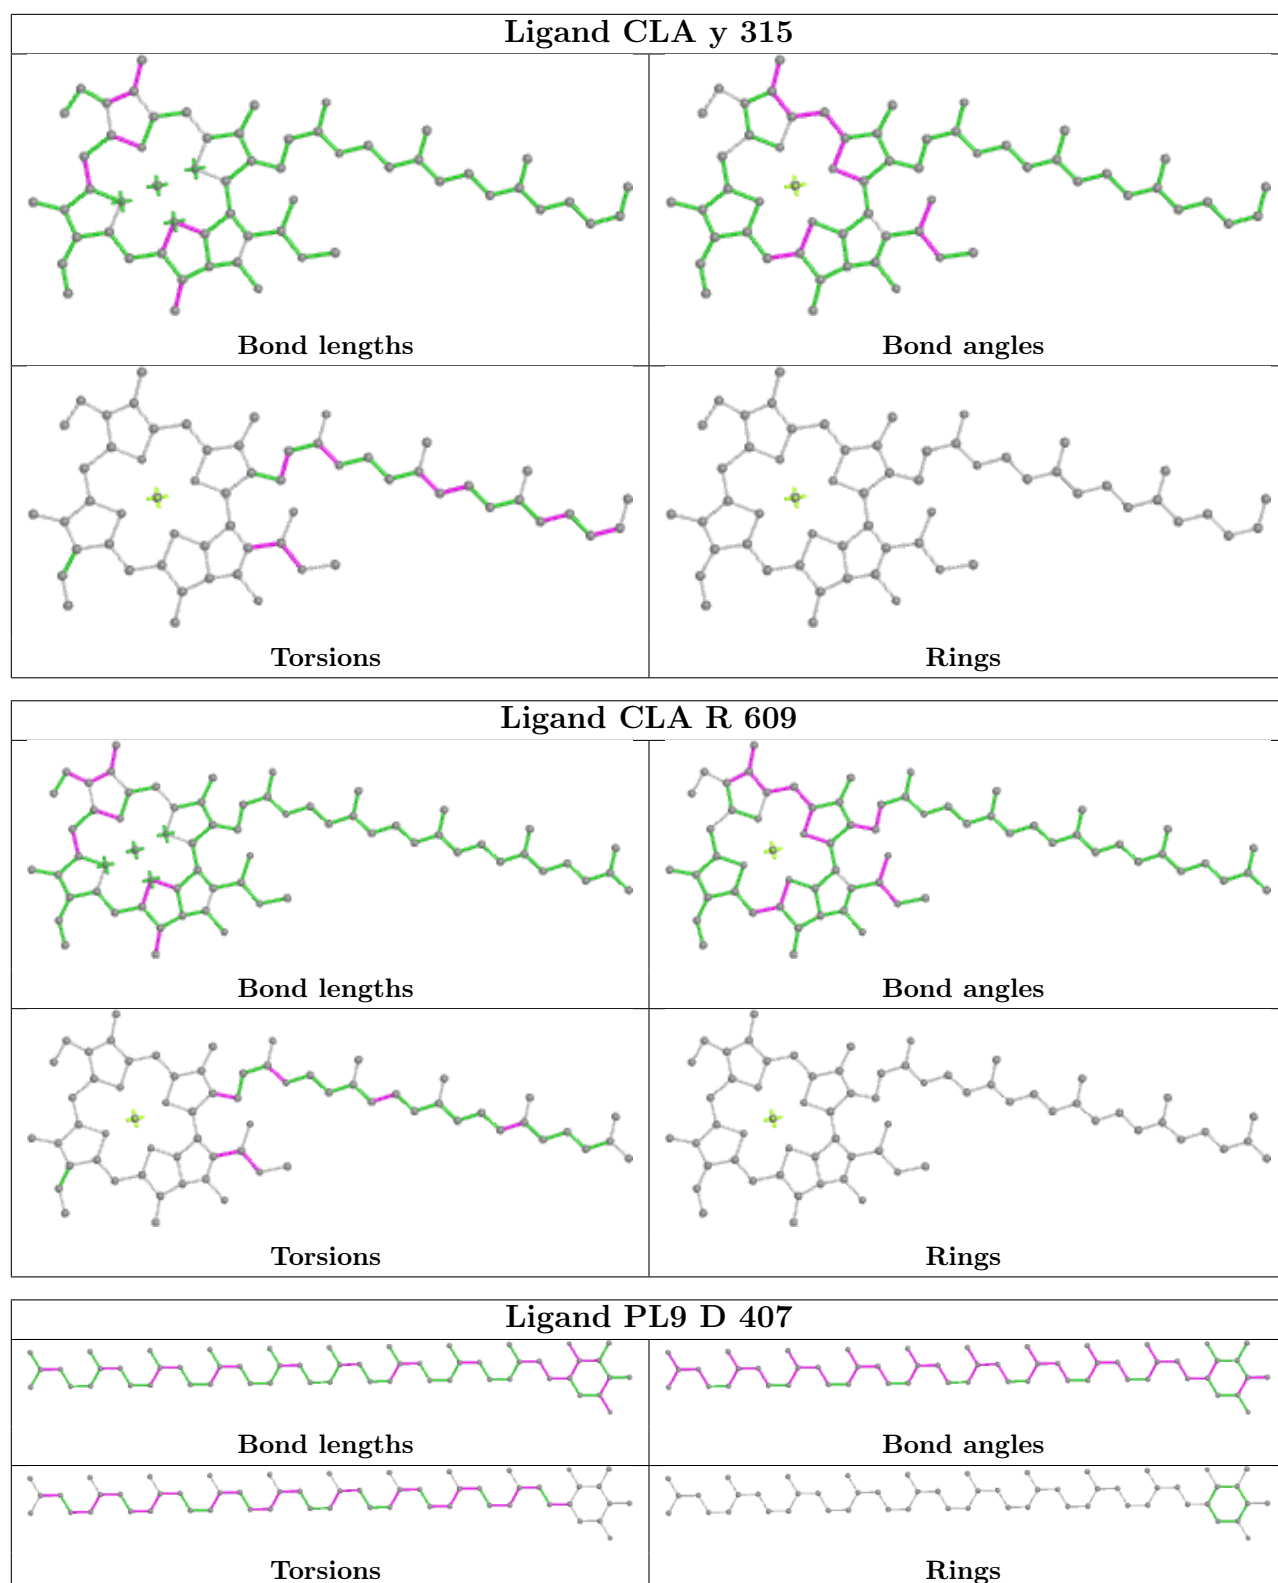 Ligand CLA y 315
Bond lengths
Bond angles
Torsions
Rings
Ligand CLA R 609
Bond lengths
Bond angles
Torsions
Rings
Ligand PL9 D 407
Bond lengths
Bond angles
Torsions
Rings